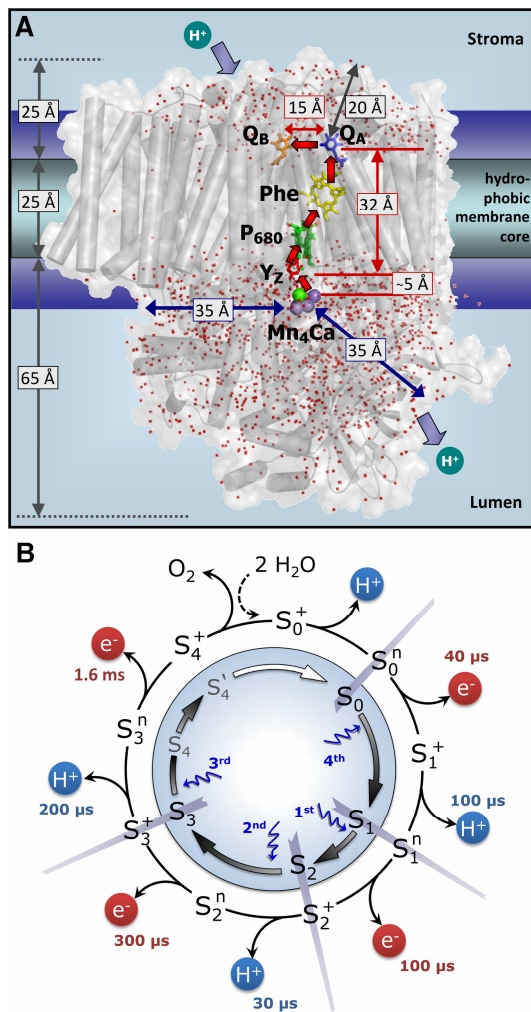 A
H+
Stroma
25 Å
15 Å
20 Å
QB
QA
25 Å
Phe
32 Å
hydro-
phobic
membrane
core
P680
YZ
~5 Å
35 Å
Mn4Ca
35 Å
65 Å
H+
Lumen
B
O2
2 H2O
H+
S0+
S4+
S0n
e-
40 µs
1.6 ms
e-
S4'
S0
S3n
S4
3rd
4th
S1+
H+
200 µs
100 µs
H+
S3
2nd
1st
S1
S3+
S1n
S2
e-
S2n
S2+
e-
300 µs
H+
100 µs
30 µs